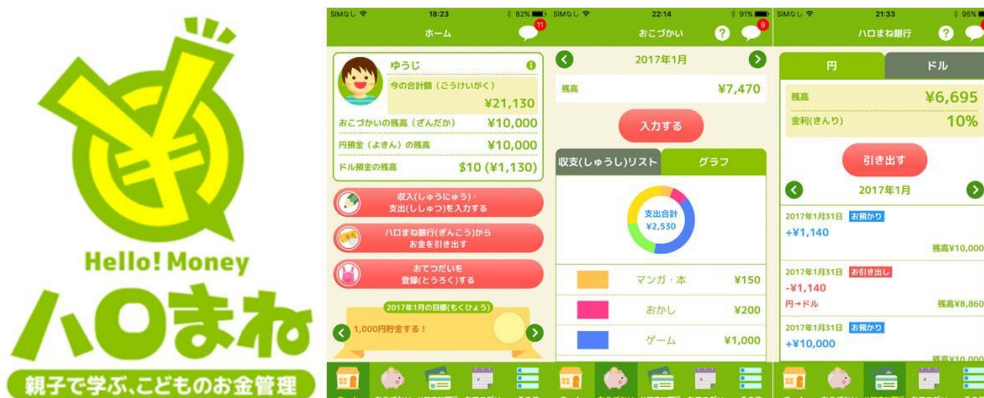 Hello! Money
ハロまね
親子で学ぶ、こどものお金管理
SIMなし 18:23 82%
ホーム
11
ゆうじ
今の合計額（ごうけいがく）
¥21,130
おこづかいの残高（ざんだか） ¥10,000
円預金（よきん）の残高 ¥10,000
ドル預金の残高 $10 (¥1,130)
収入(しゅうにゅう)・
支出(ししゅつ)を入力する
ハロまね銀行(ぎんこう)から
お金を引き出す
おてつだいを
登録(とうろく)する
2017年1月の目標(もくひょう)
1,000円貯金する！
SIMなし 22:14 91%
おこづかい ?
9
2017年1月
残高 ¥7,470
入力する
収支(しゅうし)リスト グラフ
支出合計
¥2,530
マンガ・本 ¥150
おかし ¥200
ゲーム ¥1,000
SIMなし 21:33 95%
ハロまね銀行 ?
円 ドル
残高 ¥6,695
金利(きんり) 10%
引き出す
2017年1月
2017年1月31日 お預かり
+¥1,140
残高¥10,000
2017年1月31日 お引き出し
-¥1,140
円→ドル 残高¥8,860
2017年1月31日 お預かり
+¥10,000
残高¥10,000